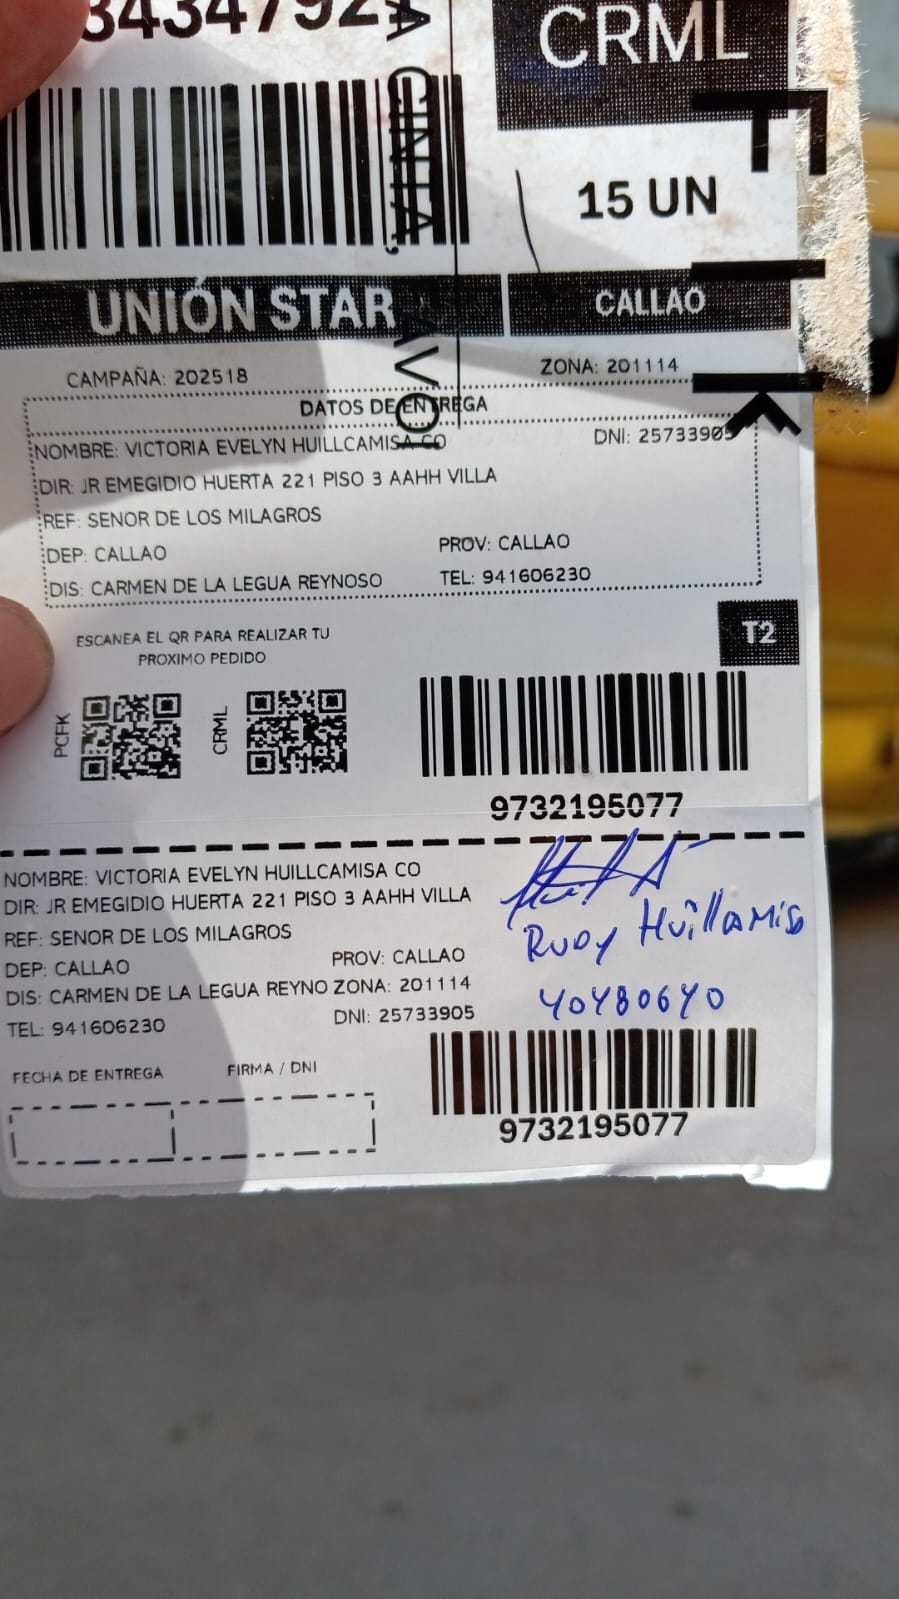 CRML
15 UN
A CINTA,
AVO
UNIÓN STAR
CALLAO
CAMPAÑA: 202518
ZONA: 201114
DATOS DE ENTREGA
NOMBRE: VICTORIA EVELYN HUILLCAMISA CO
DNI: 25733905
DIR: JR EMEGIDIO HUERTA 221 PISO 3 AAHH VILLA
REF: SENOR DE LOS MILAGROS
DEP: CALLAO
PROV: CALLAO
DIS: CARMEN DE LA LEGUA REYNOSO
TEL: 941606230
T2
ESCANEA EL QR PARA REALIZAR TU
PROXIMO PEDIDO
PCFK
CRML
9732195077
NOMBRE: VICTORIA EVELYN HUILLCAMISA CO
DIR: JR EMEGIDIO HUERTA 221 PISO 3 AAHH VILLA
REF: SENOR DE LOS MILAGROS
DEP: CALLAO
PROV: CALLAO
DIS: CARMEN DE LA LEGUA REYNO ZONA: 201114
TEL: 941606230
DNI: 25733905
Rudy Huillamisa
40480640
FECHA DE ENTREGA
FIRMA / DNI
9732195077